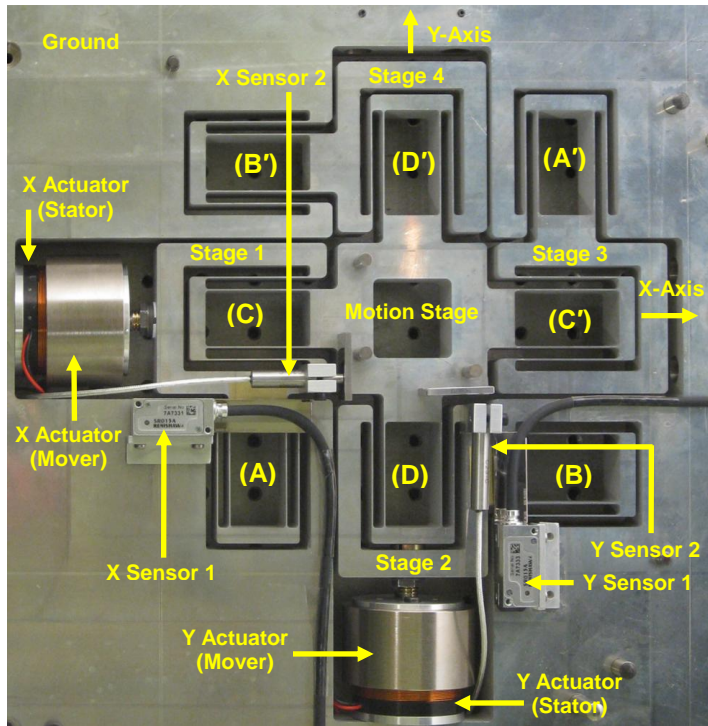 Ground
Y-Axis
Stage 4
X Sensor 2
(B′)
(D′)
(A′)
X Actuator
(Stator)
Stage 1
Stage 3
X-Axis
(C)
Motion Stage
(C′)
X Actuator
(Mover)
(A)
(D)
(B)
X Sensor 1
Stage 2
Y Sensor 2
Y Sensor 1
Y Actuator
(Mover)
Y Actuator
(Stator)